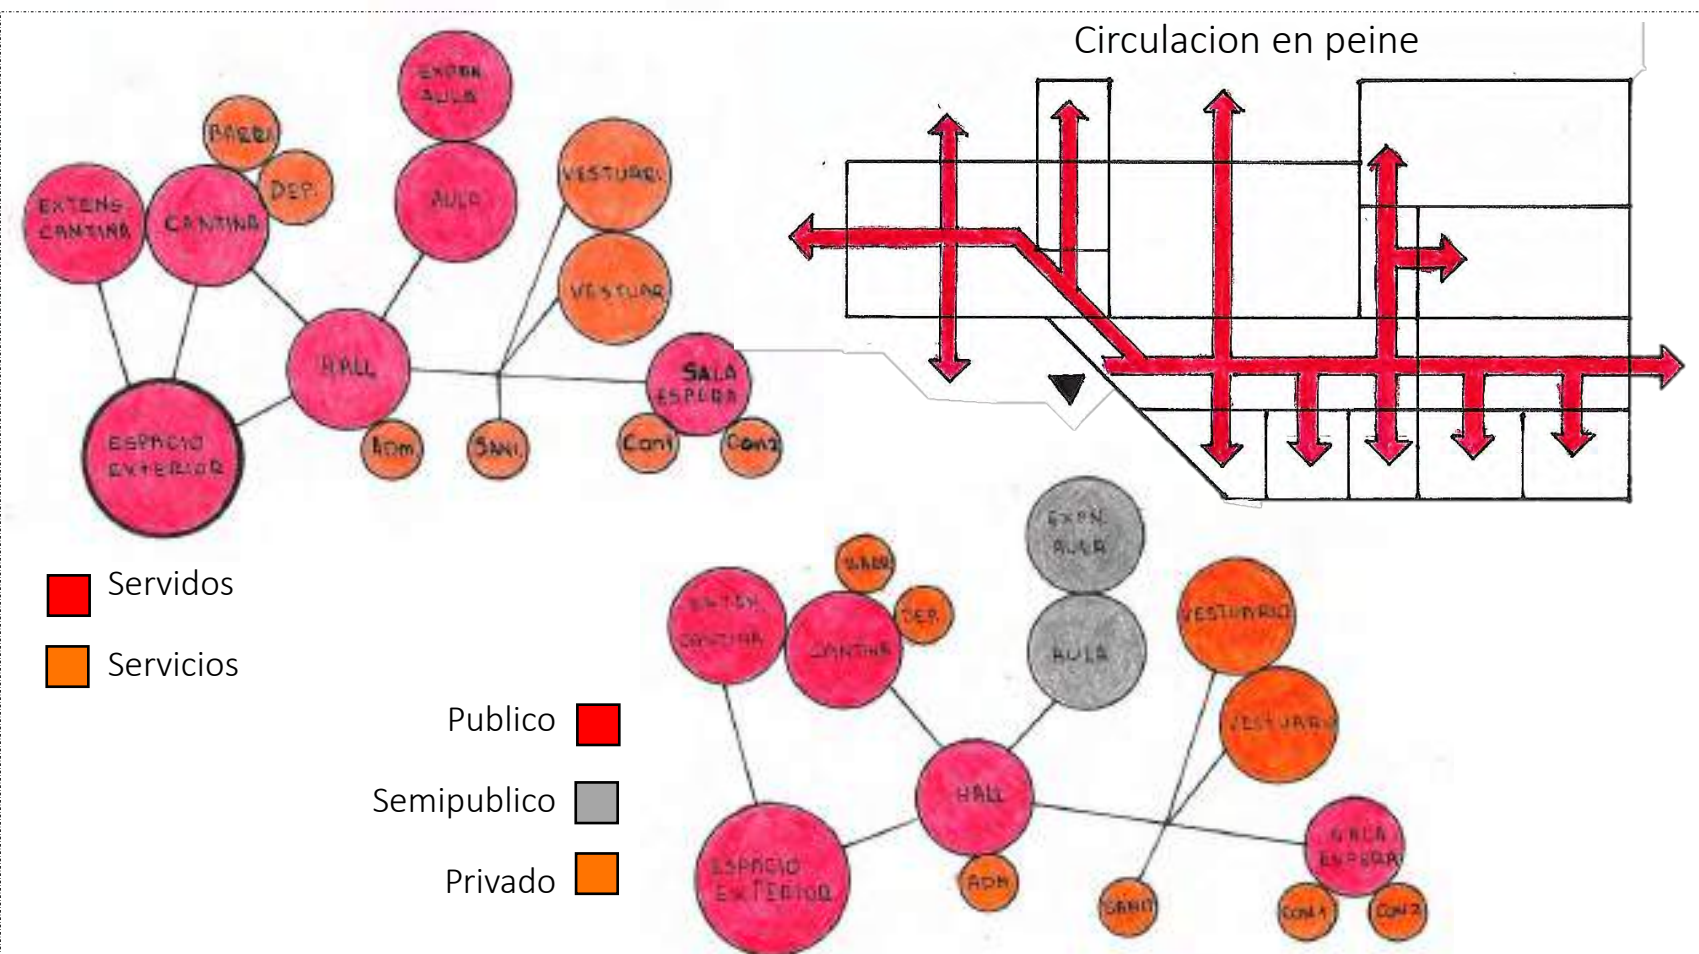 Circulacion en peine
EXPAN.
AULA
BARRA
DEP.
EXTENS.
CANTINA
CANTINA
AULA
VESTUARI.
VESTUAR
HALL
SALA
ESPERA
ESPACIO
EXTERIOR
ADM.
SANI.
Con1
Con2
Servidos
Servicios
EXPN.
AULA
BARR
DEP.
EXTEN.
CANTINA
CANTINA
AULA
VESTUARIO
VESTUARIO
Publico
Semipublico
Privado
HALL
SALA
ESPERA
ESPACIO
EXTERIOR
ADM
SANIT
CON1
CON2